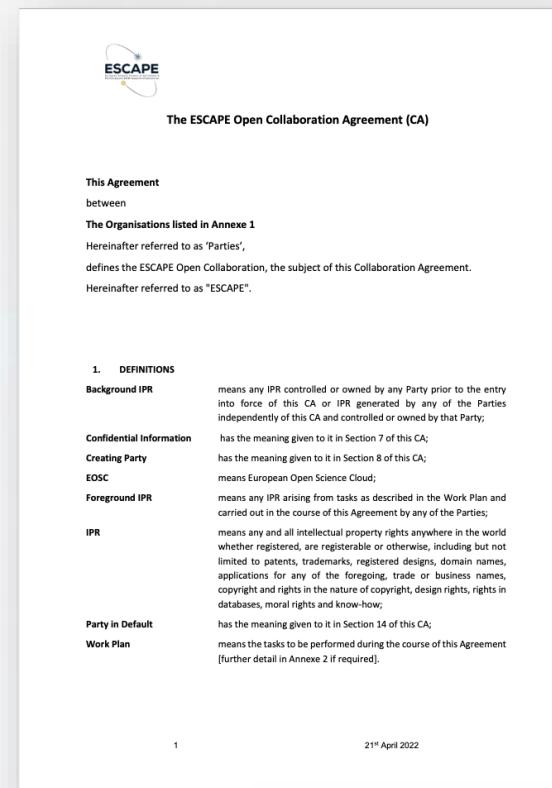 ESCAPE
The ESCAPE Open Collaboration Agreement (CA)
This Agreement
between
The Organisations listed in Annexe 1
Hereinafter referred to as ‘Parties’,
defines the ESCAPE Open Collaboration, the subject of this Collaboration Agreement.
Hereinafter referred to as "ESCAPE".
1. DEFINITIONS
Background IPR means any IPR controlled or owned by any Party prior to the entry
into force of this CA or IPR generated by any of the Parties
independently of this CA and controlled or owned by that Party;
Confidential Information has the meaning given to it in Section 7 of this CA;
Creating Party has the meaning given to it in Section 8 of this CA;
EOSC means European Open Science Cloud;
Foreground IPR means any IPR arising from tasks as described in the Work Plan and
carried out in the course of this Agreement by any of the Parties;
IPR means any and all intellectual property rights anywhere in the world
whether registered, are registerable or otherwise, including but not
limited to patents, trademarks, registered designs, domain names,
applications for any of the foregoing, trade or business names,
copyright and rights in the nature of copyright, design rights, rights in
databases, moral rights and know-how;
Party in Default has the meaning given to it in Section 14 of this CA;
Work Plan means the tasks to be performed during the course of this Agreement
[further detail in Annexe 2 if required].
1 21st April 2022